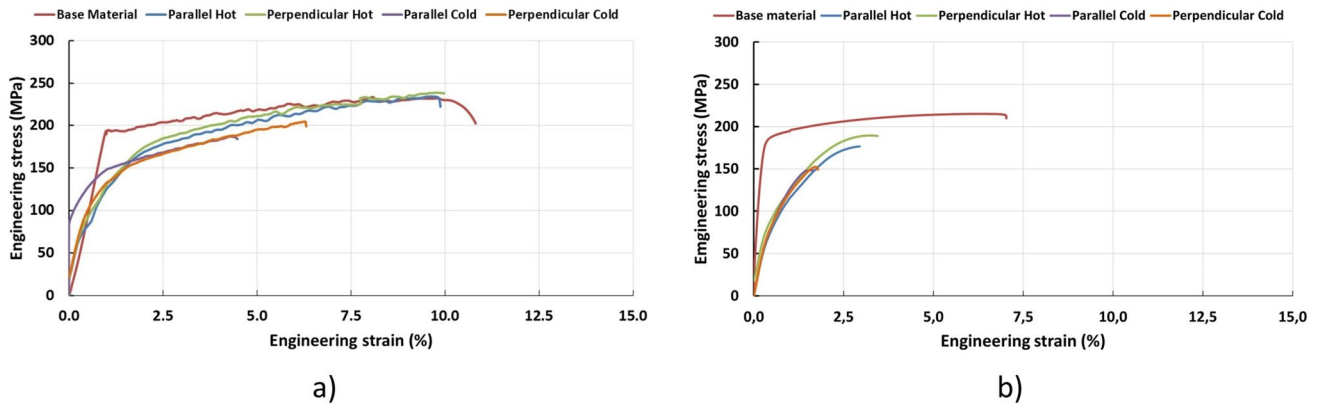 Base Material Parallel Hot Perpendicular Hot Parallel Cold Perpendicular Cold
300
250
200
150
100
50
0
Engineering stress (MPa)
0.0 2.5 5.0 7.5 10.0 12.5 15.0
Engineering strain (%)
a)
Base material Parallel Hot Perpendicular Hot Parallel Cold Perpendicular Cold
300
250
200
150
100
50
0
Emgineering stress (MPa)
0,0 2,5 5,0 7,5 10,0 12,5 15,0
Engineering strain (%)
b)